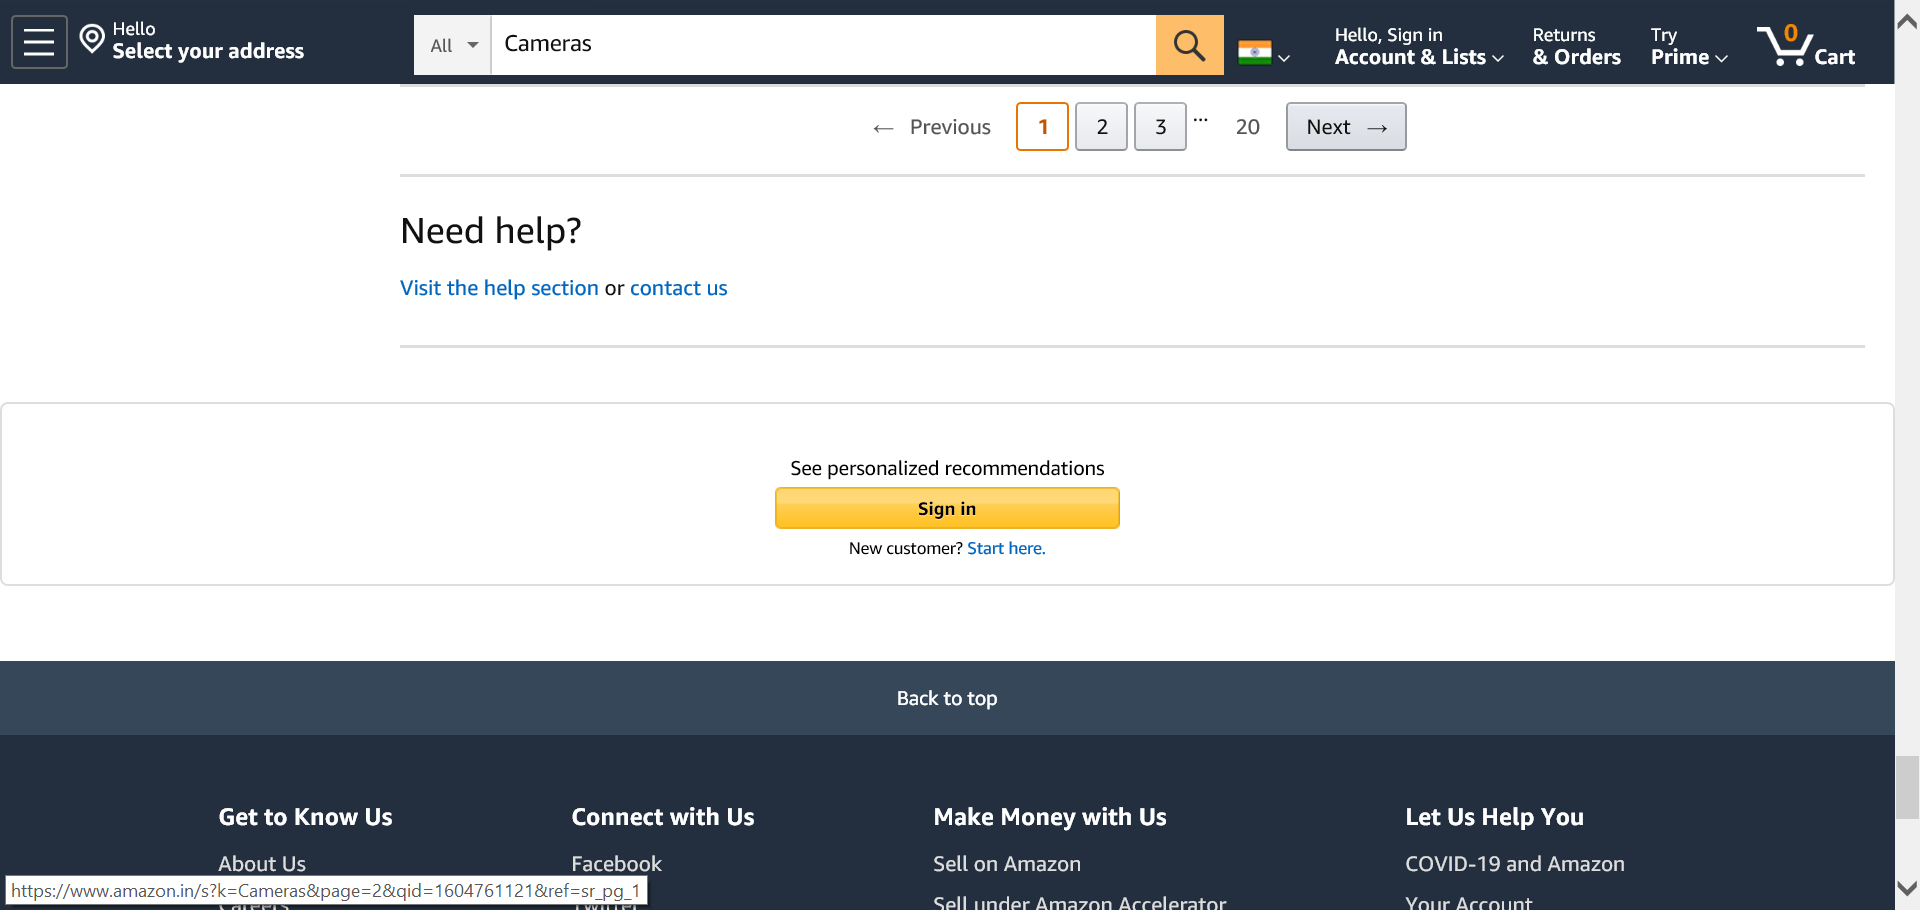 Hello
Select your address
All
Cameras
Hello, Sign in
Account & Lists
Returns
& Orders
Try
Prime
0
Cart
← Previous 1 2 3 ... 20 Next →
Need help?
Visit the help section or contact us
See personalized recommendations
Sign in
New customer? Start here.
Back to top
Get to Know Us
About Us
Careers
Connect with Us
Facebook
Twitter
Make Money with Us
Sell on Amazon
Sell under Amazon Accelerator
Let Us Help You
COVID-19 and Amazon
Your Account
https://www.amazon.in/s?k=Cameras&page=2&qid=1604761121&ref=sr_pg_1